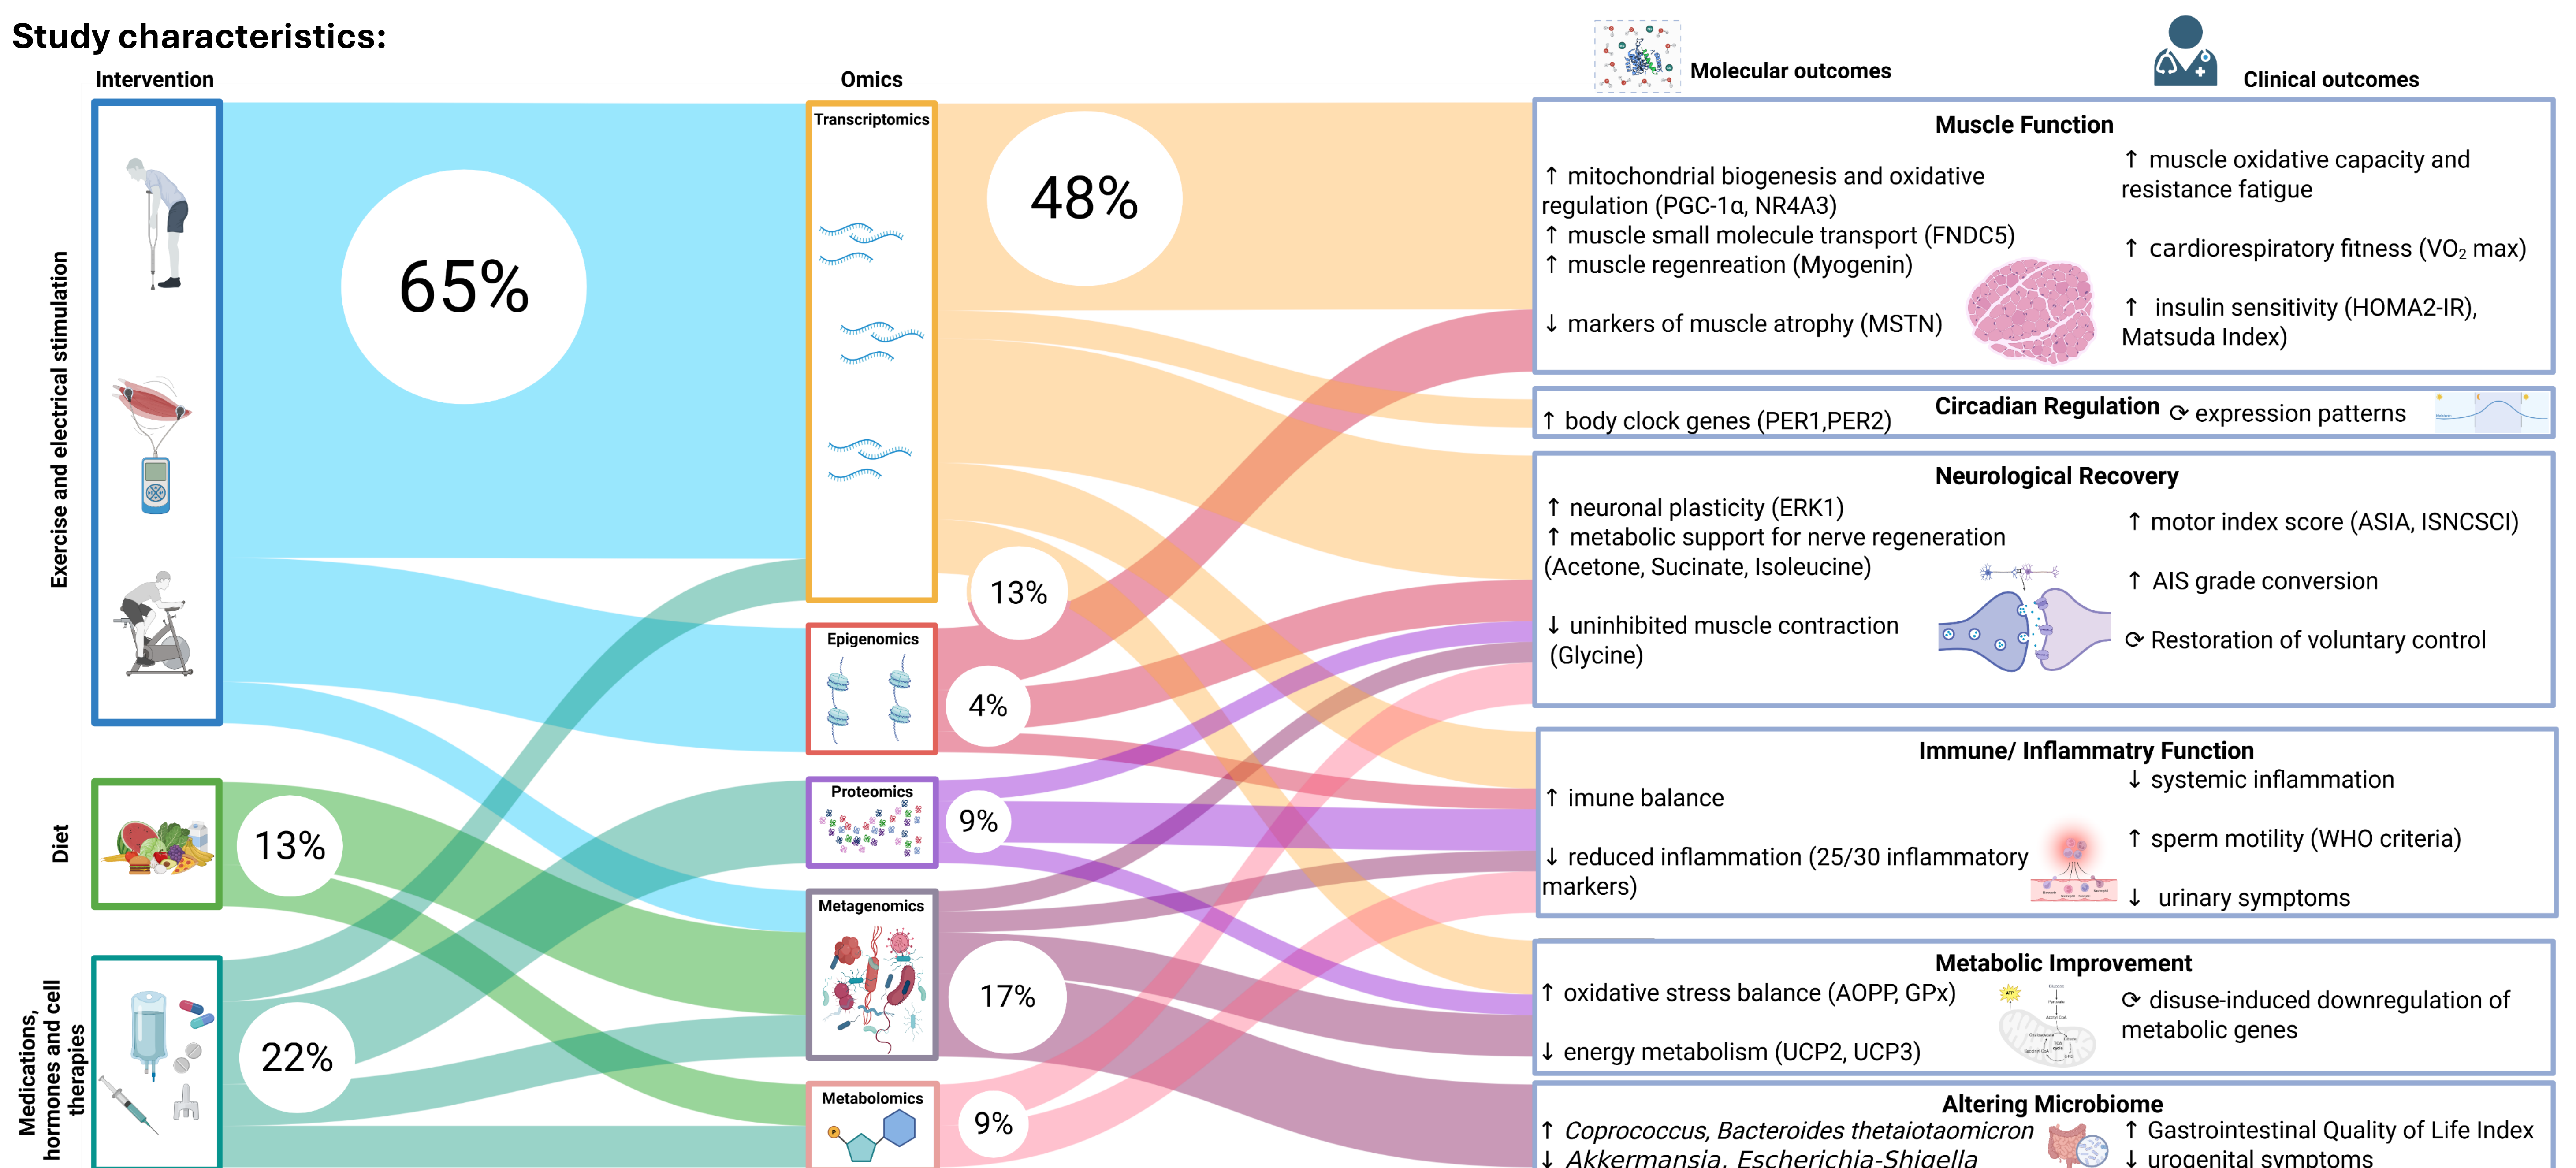 Study characteristics:
Intervention
Omics
Molecular outcomes
Clinical outcomes
Exercise and electrical stimulation
65%
Diet
13%
Medications,
hormones and cell
therapies
22%
Transcriptomics
48%
Epigenomics
13%
4%
Proteomics
9%
Metagenomics
17%
Metabolomics
P
9%
Muscle Function
↑ mitochondrial biogenesis and oxidative
regulation (PGC-1α, NR4A3)
↑ muscle small molecule transport (FNDC5)
↑ muscle regenreation (Myogenin)
↓ markers of muscle atrophy (MSTN)
↑ muscle oxidative capacity and
resistance fatigue
↑ cardiorespiratory fitness (VO₂ max)
↑ insulin sensitivity (HOMA2-IR),
Matsuda Index)
Circadian Regulation
↑ body clock genes (PER1,PER2)
⟳ expression patterns
Neurological Recovery
↑ neuronal plasticity (ERK1)
↑ metabolic support for nerve regeneration
(Acetone, Sucinate, Isoleucine)
↓ uninhibited muscle contraction
(Glycine)
↑ motor index score (ASIA, ISNCSCI)
↑ AIS grade conversion
⟳ Restoration of voluntary control
Immune/ Inflammatry Function
↑ imune balance
↓ reduced inflammation (25/30 inflammatory
markers)
↓ systemic inflammation
↑ sperm motility (WHO criteria)
↓ urinary symptoms
Metabolic Improvement
↑ oxidative stress balance (AOPP, GPx)
↓ energy metabolism (UCP2, UCP3)
ATP
⟳ disuse-induced downregulation of
metabolic genes
Altering Microbiome
↑ Coprococcus, Bacteroides thetaiotaomicron
↓ Akkermansia, Escherichia-Shigella
↑ Gastrointestinal Quality of Life Index
↓ urogenital symptoms